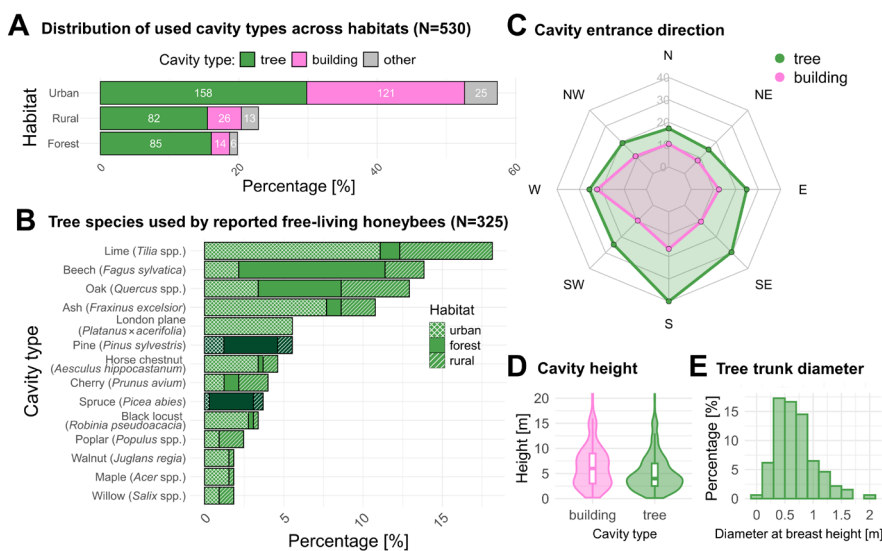 A Distribution of used cavity types across habitats (N=530)
Cavity type: tree building other
Habitat
Urban 158 121 25
Rural 82 26 13
Forest 85 14 6
0 20 40 60
Percentage [%]
B Tree species used by reported free-living honeybees (N=325)
Cavity type
Lime (Tilia spp.)
Beech (Fagus sylvatica)
Oak (Quercus spp.)
Ash (Fraxinus excelsior)
London plane
(Platanus×acerifolia)
Pine (Pinus sylvestris)
Horse chestnut
(Aesculus hippocastanum)
Cherry (Prunus avium)
Spruce (Picea abies)
Black locust
(Robinia pseudoacacia)
Poplar (Populus spp.)
Walnut (Juglans regia)
Maple (Acer spp.)
Willow (Salix spp.)
Habitat
urban
forest
rural
0 5 10 15
Percentage [%]
C Cavity entrance direction
tree
building
N
NE
E
SE
S
SW
W
NW
40
30
20
10
0
D Cavity height
Height [m]
20
15
10
5
0
building tree
Cavity type
E Tree trunk diameter
Percentage [%]
15
10
5
0
0 0.5 1 1.5 2
Diameter at breast height [m]